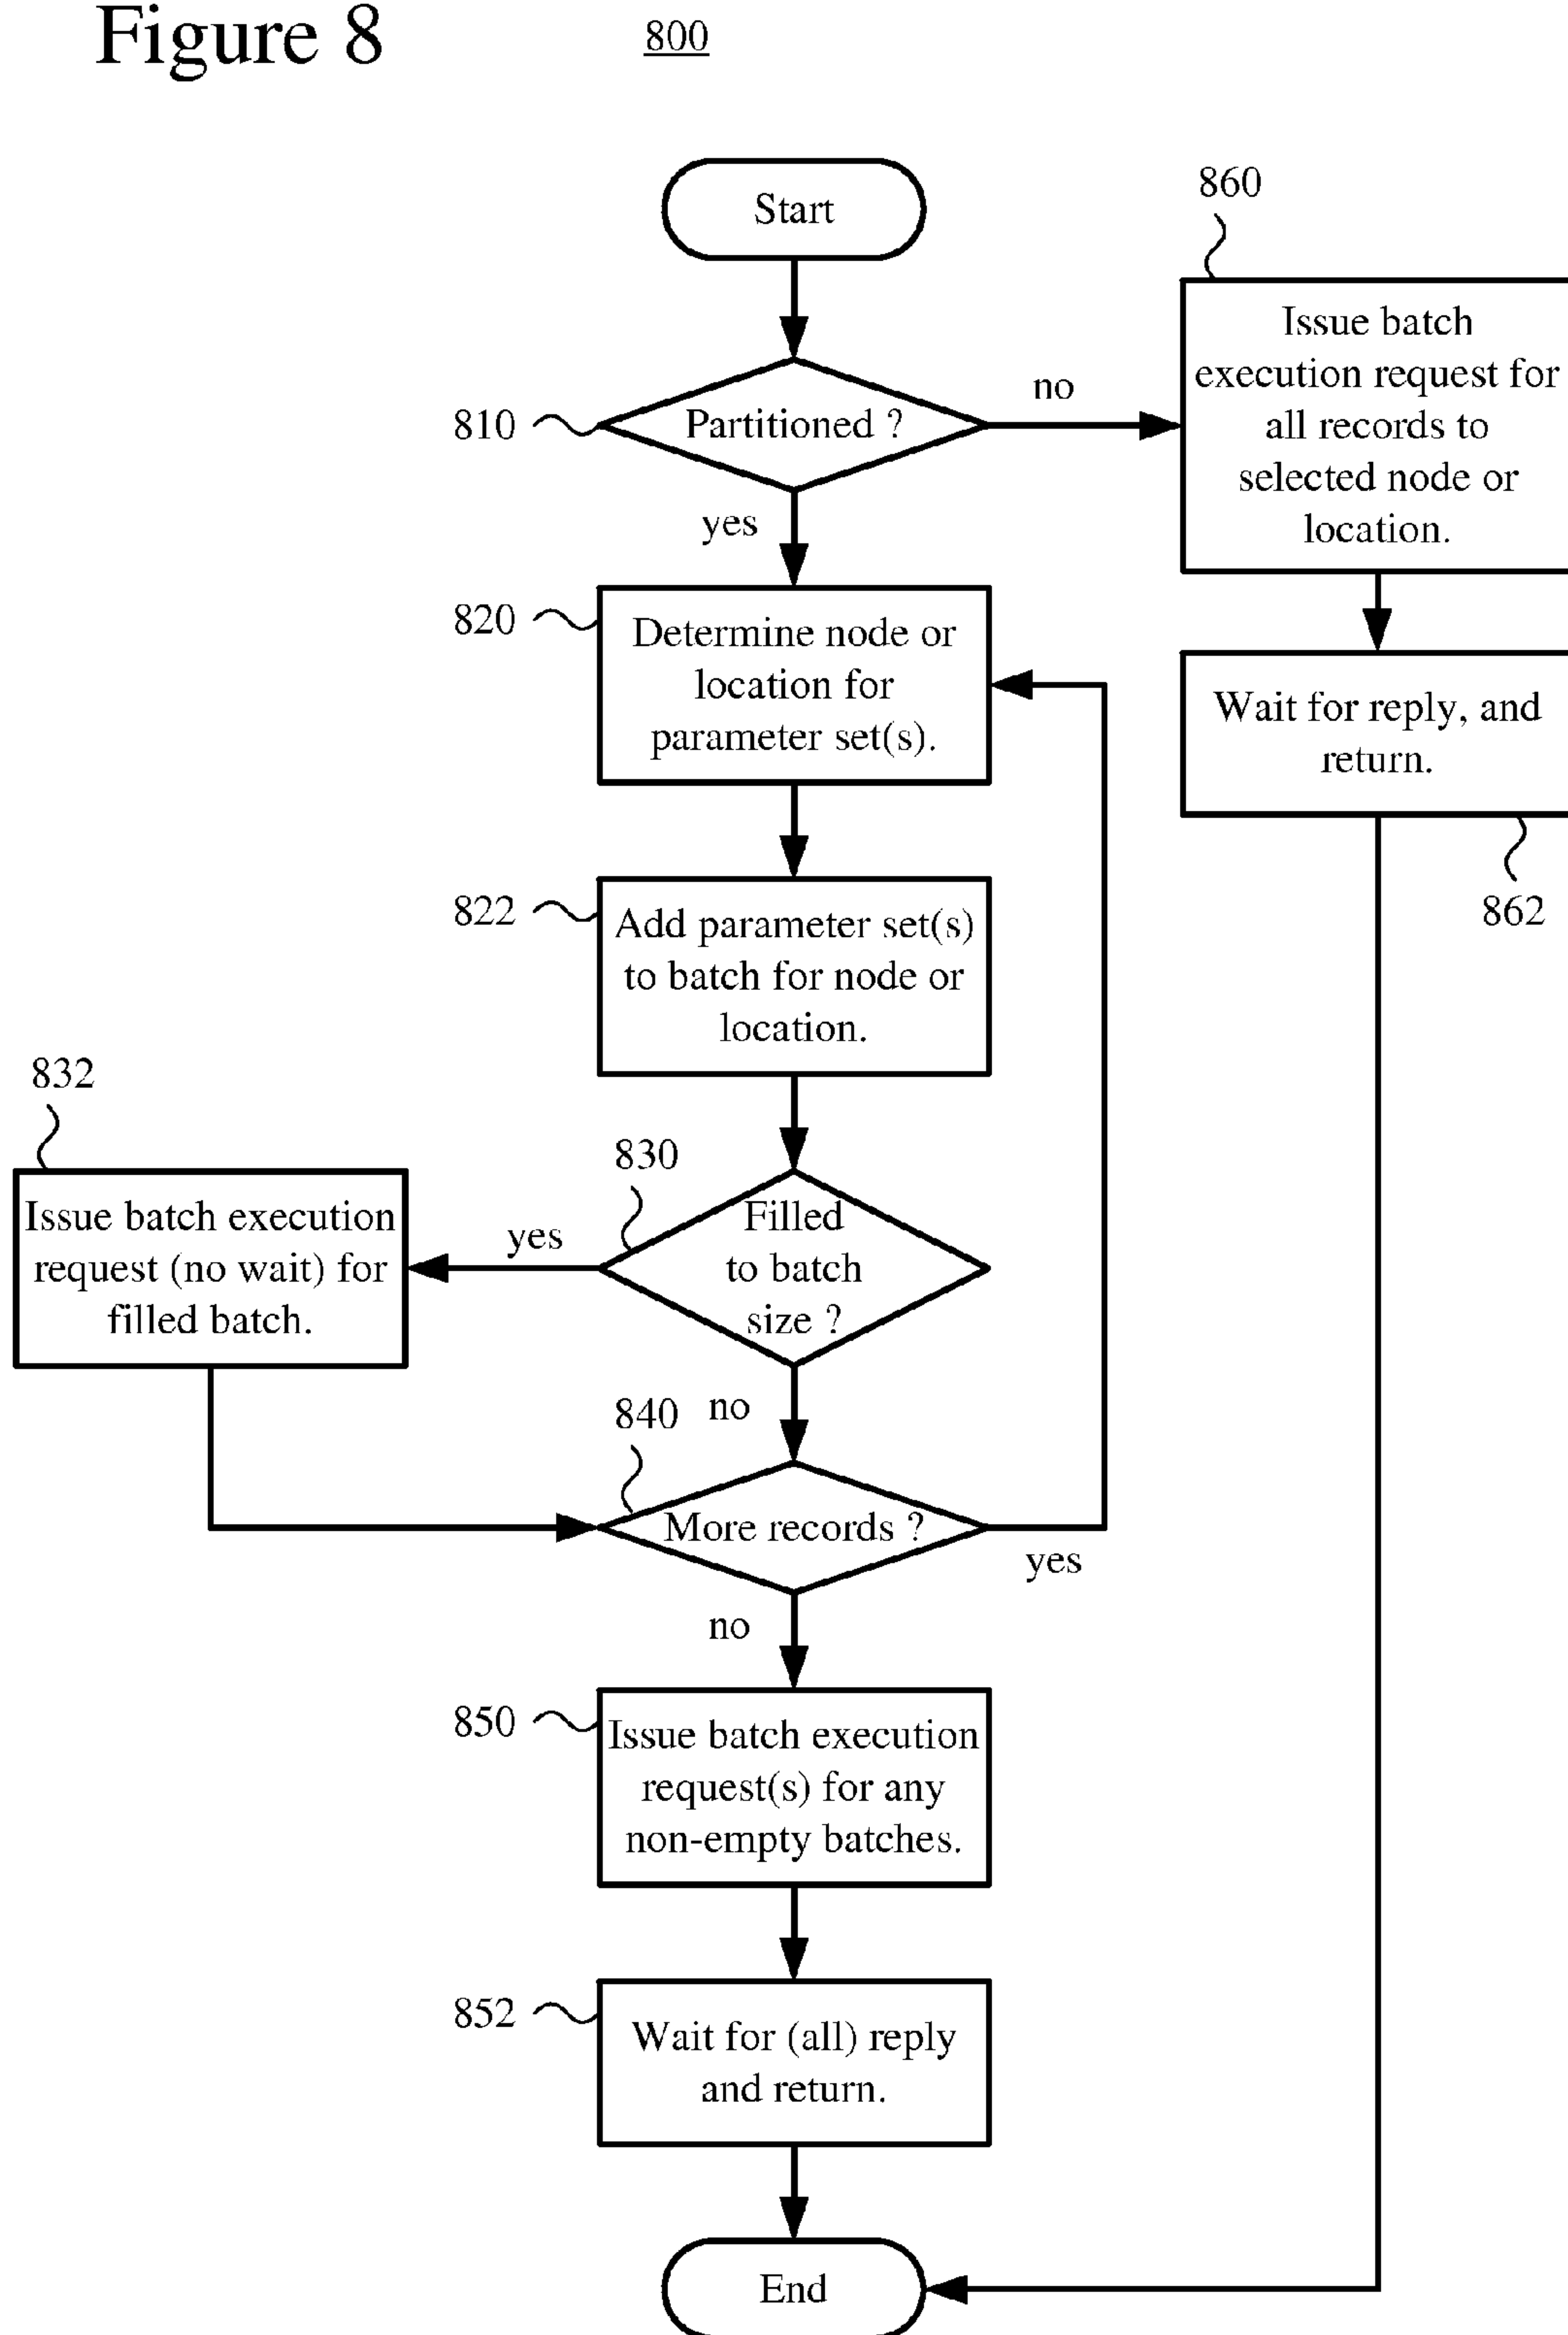 Figure 8
800
Start
860
Issue batch
execution request for
all records to
selected node or
location.
810
Partitioned ?
no
yes
820
Determine node or
location for
parameter set(s).
Wait for reply, and
return.
862
822
Add parameter set(s)
to batch for node or
location.
832
Issue batch execution
request (no wait) for
filled batch.
yes
830
Filled
to batch
size ?
no
840
More records ?
yes
no
850
Issue batch execution
request(s) for any
non-empty batches.
852
Wait for (all) reply
and return.
End